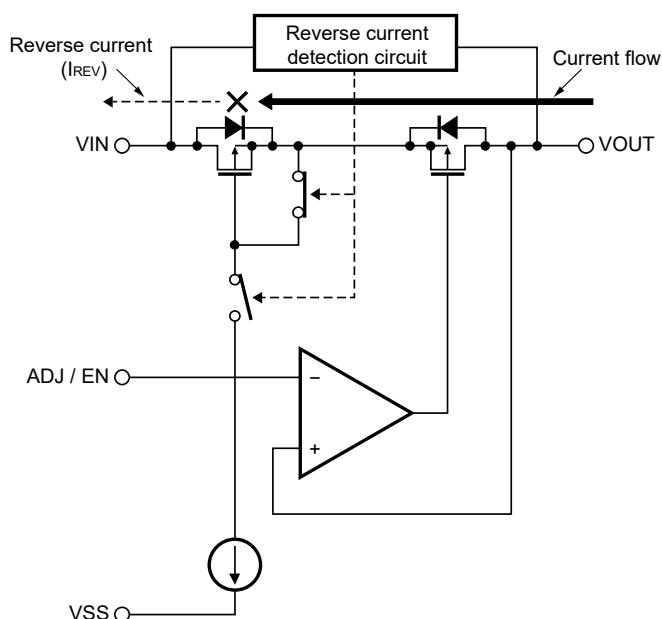 Reverse current
(IREV)
Reverse current
detection circuit
Current flow
VIN
VOUT
ADJ / EN
−
+
VSS